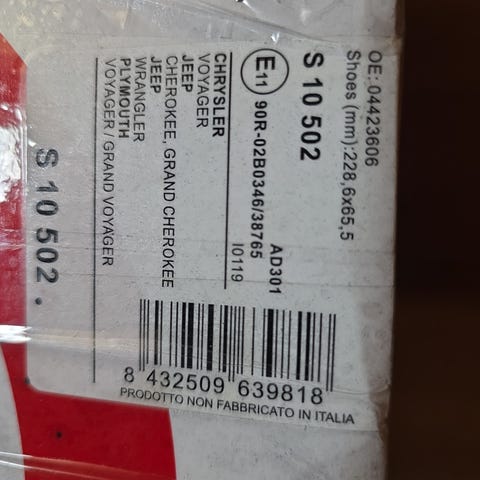 OE: 04423606
Shoes (mm):228,6x65,5
S 10 502
E11 90R-02B0346/38765
AD301
I0119
CHRYSLER
VOYAGER
JEEP
CHEROKEE, GRAND CHEROKEE
JEEP
WRANGLER
PLYMOUTH
VOYAGER / GRAND VOYAGER
S 10 502 .
8 432509 639818
PRODOTTO NON FABBRICATO IN ITALIA